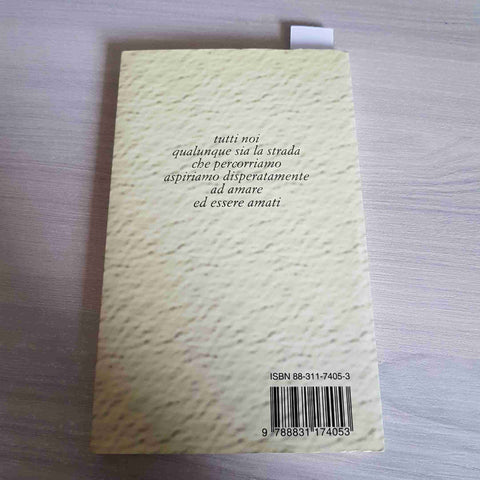 tutti noi
qualunque sia la strada
che percorriamo
aspiriamo disperatamente
ad amare
ed essere amati
ISBN 88-311-7405-3
9 788831 174053